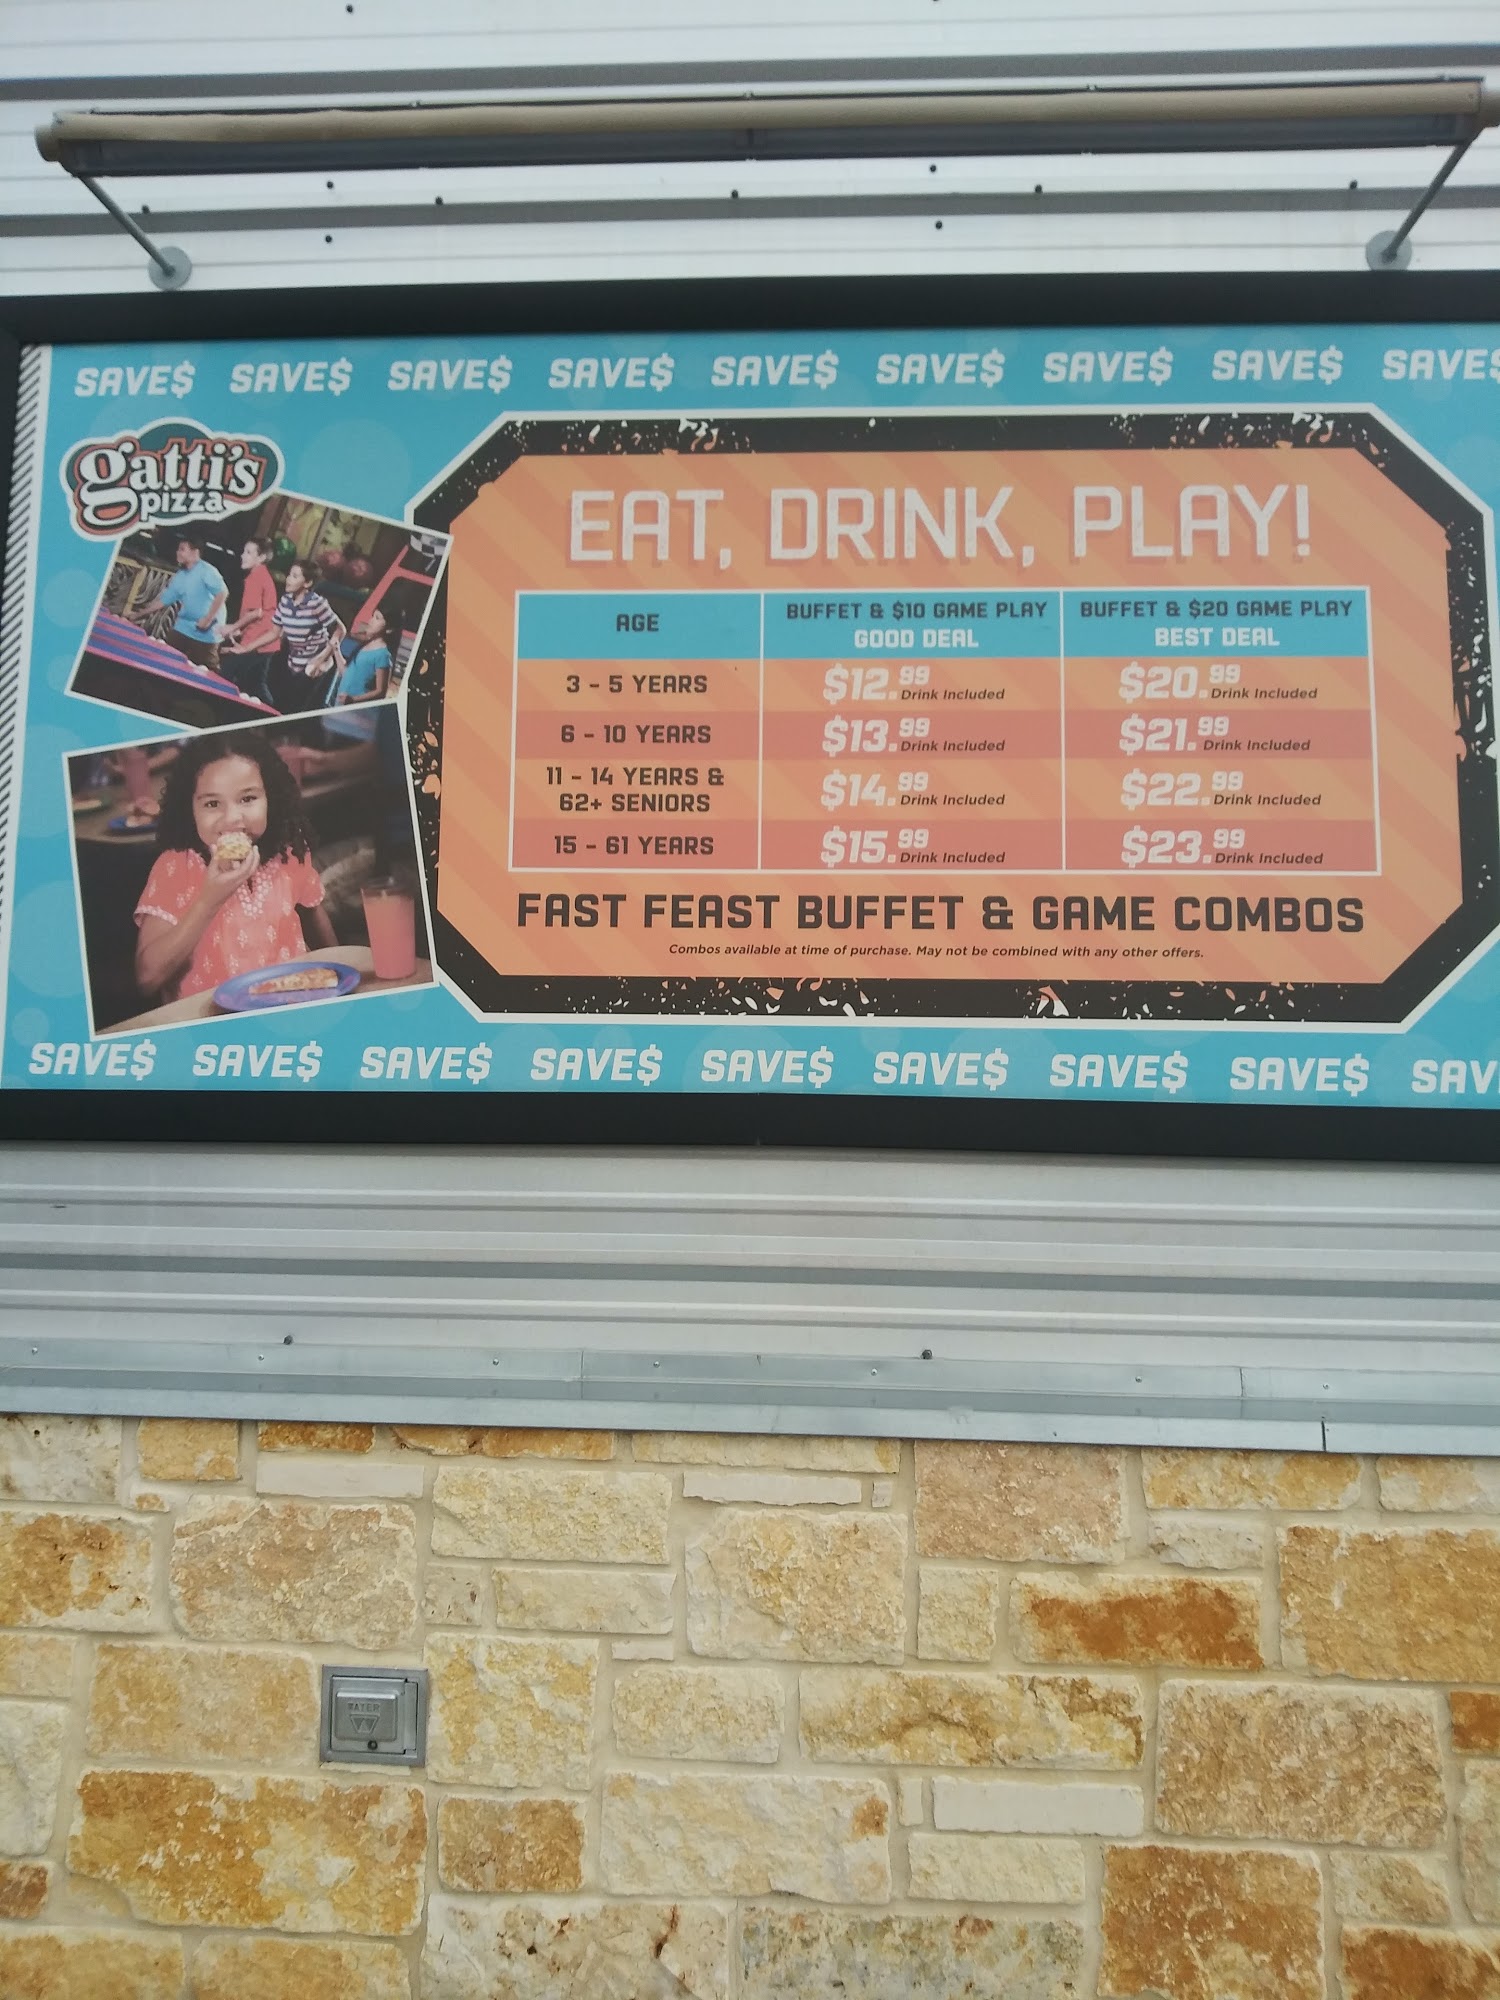 SAVE$ SAVE$ SAVE$ SAVE$ SAVE$ SAVE$ SAVE$ SAVE$ SAVE$
gatti's
pizza
EAT, DRINK, PLAY!
AGE
BUFFET & $10 GAME PLAY
GOOD DEAL
BUFFET & $20 GAME PLAY
BEST DEAL
3 - 5 YEARS $12.99 Drink Included $20.99 Drink Included
6 - 10 YEARS $13.99 Drink Included $21.99 Drink Included
11 - 14 YEARS &
62+ SENIORS
$14.99 Drink Included $22.99 Drink Included
15 - 61 YEARS $15.99 Drink Included $23.99 Drink Included
FAST FEAST BUFFET & GAME COMBOS
Combos available at time of purchase. May not be combined with any other offers.
SAVE$ SAVE$ SAVE$ SAVE$ SAVE$ SAVE$ SAVE$ SAVE$ SAV
WATER